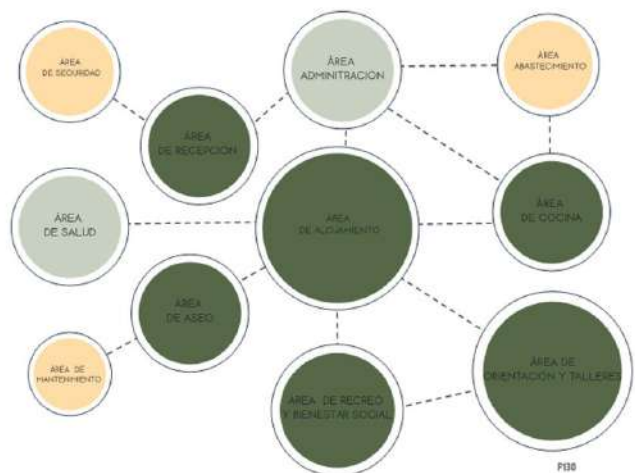 ÁREA
DE SEGURIDAD
ÁREA
ADMINITRACION
ÁREA
ABASTECIMIENTO
ÁREA
DE RECEPCIÓN
ÁREA
DE SALUD
ÁREA
DE ALOJAMIENTO
ÁREA
DE COCINA
ÁREA
DE ASEO
ÁREA DE
MANTENIMIENTO
ÁREA DE RECREO
Y BIENESTAR SOCIAL
ÁREA DE
ORIENTACIÓN Y TALLERES
P130